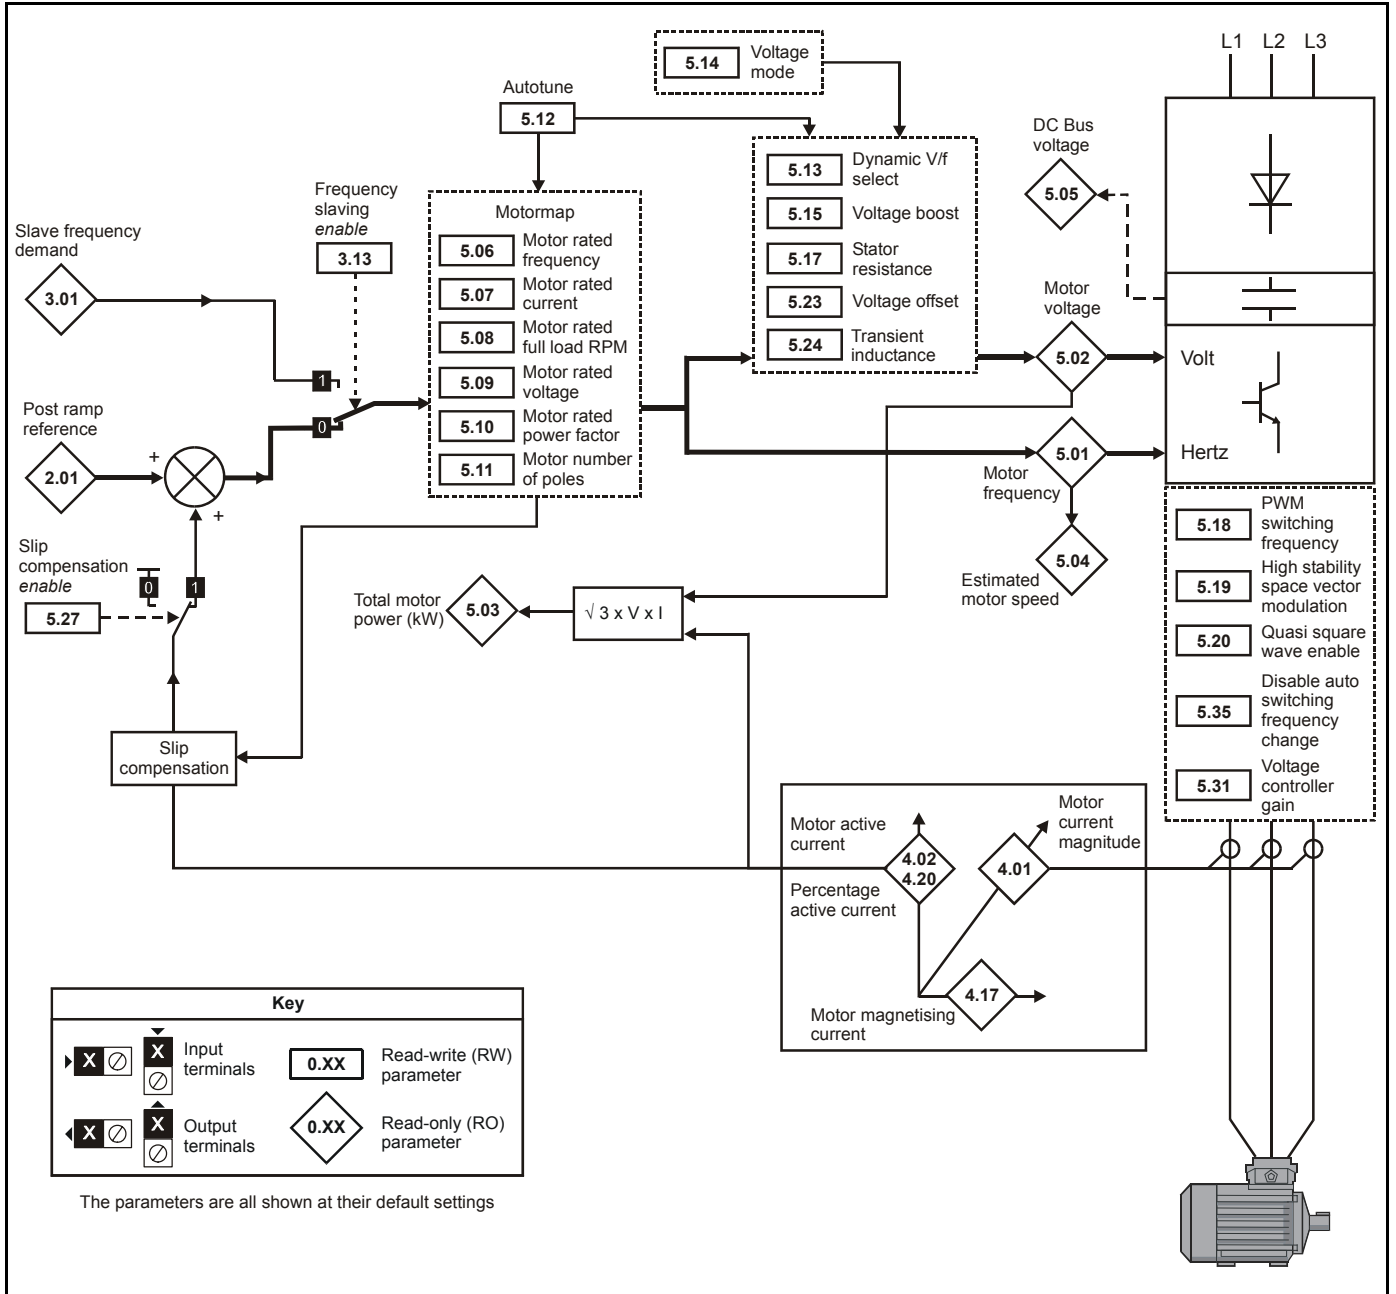 L1 L2 L3
5.14
Voltage
mode
Autotune
5.12
DC Bus
voltage
5.05
5.13
Dynamic V/f
select
5.15
Voltage boost
5.17
Stator
resistance
5.23
Voltage offset
5.24
Transient
inductance
Frequency
slaving
enable
3.13
Motormap
5.06
Motor rated
frequency
5.07
Motor rated
current
5.08
Motor rated
full load RPM
5.09
Motor rated
voltage
5.10
Motor rated
power factor
5.11
Motor number
of poles
Slave frequency
demand
3.01
1
0
Post ramp
reference
2.01
+
+
Motor
voltage
5.02
Volt
5.01
Hertz
Motor
frequency
5.04
Estimated
motor speed
Slip
compensation
enable
0
1
5.27
Total motor
power (kW)
5.03
√ 3 x V x I
5.18
PWM
switching
frequency
5.19
High stability
space vector
modulation
5.20
Quasi square
wave enable
5.35
Disable auto
switching
frequency
change
5.31
Voltage
controller
gain
Slip
compensation
Motor active
current
4.02
4.20
Percentage
active current
Motor
current
magnitude
4.01
4.17
Motor magnetising
current
Key
X
X
Input
terminals
0.XX
Read-write (RW)
parameter
X
X
Output
terminals
0.XX
Read-only (RO)
parameter
The parameters are all shown at their default settings